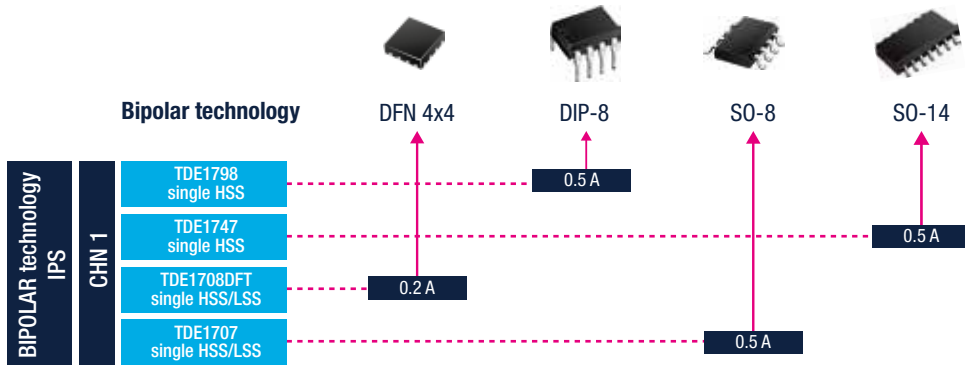 Bipolar technology
DFN 4x4
DIP-8
SO-8
SO-14
BIPOLAR technology
IPS
CHN 1
TDE1798
single HSS
0.5 A
TDE1747
single HSS
0.5 A
TDE1708DFT
single HSS/LSS
0.2 A
TDE1707
single HSS/LSS
0.5 A